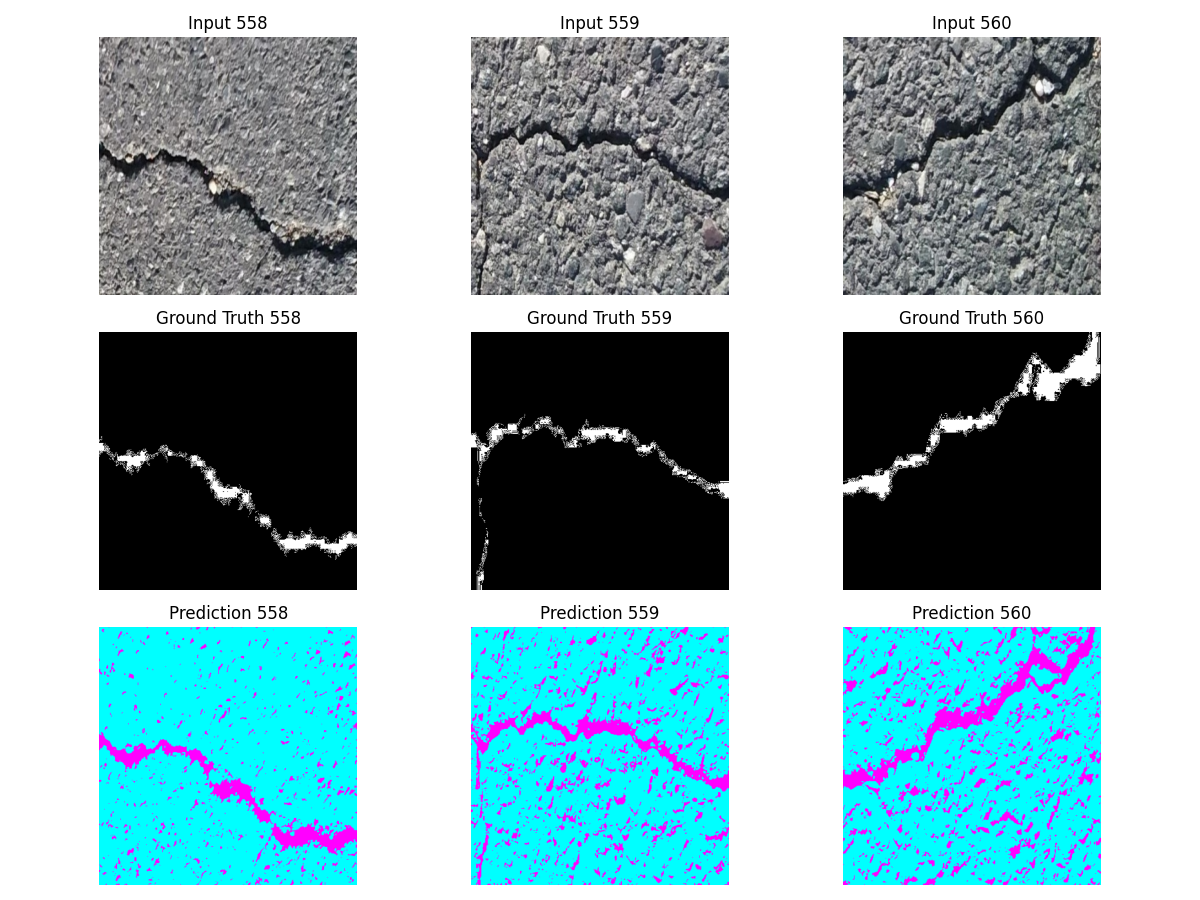 Input 558
Input 559
Input 560
Ground Truth 558
Ground Truth 559
Ground Truth 560
Prediction 558
Prediction 559
Prediction 560